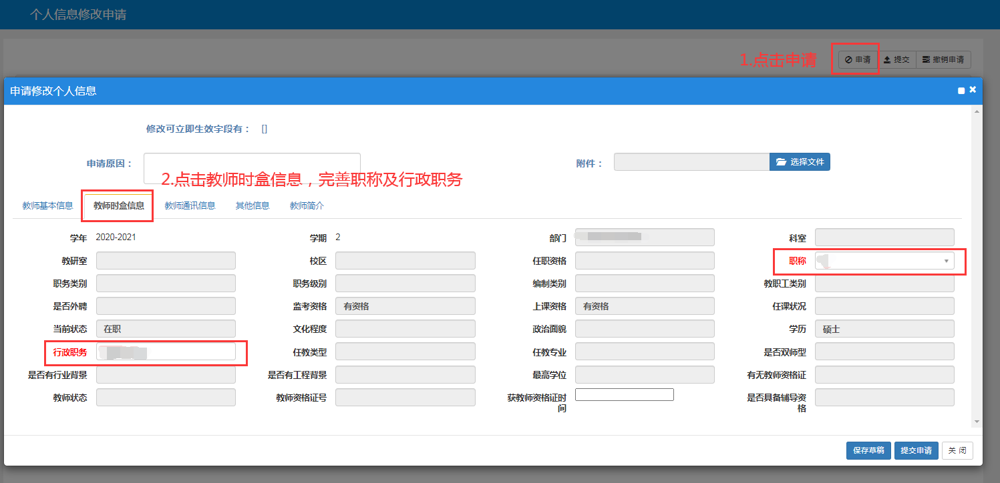 个人信息修改申请
1.点击申请
申请 提交 撤销申请
申请修改个人信息
修改可立即生效字段有： []
申请原因： 附件： 选择文件
2.点击教师时盒信息，完善职称及行政职务
教师基本信息 教师时盒信息 教师通讯信息 其他信息 教师简介
学年 2020-2021 学期 2 部门 科室
教研室 校区 任职资格 职称
职务类别 职务级别 编制类别 教职工类别
是否外聘 监考资格 有资格 上课资格 有资格 任课状况
当前状态 在职 文化程度 政治面貌 学历 硕士
行政职务 任教类型 任教专业 是否双师型
是否有行业背景 是否有工程背景 最高学位 有无教师资格证
教师状态 教师资格证号 获教师资格证时 是否具备辅导资
间 格
保存草稿 提交申请 关 闭